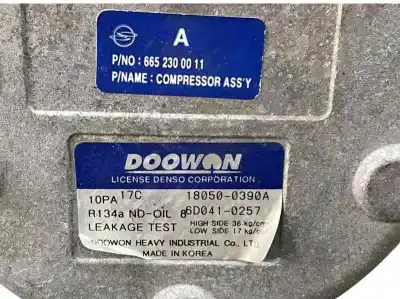 A
P/NO : 665 230 00 11
P/NAME : COMPRESSOR ASS'Y
DOOWON
LICENSE DENSO CORPORATION.
10PA 17C 18050-0390A
R134a ND-OIL 8 6D041-0257
LEAKAGE TEST HIGH SIDE 36 kg/cm
LOW SIDE 17 kg/cm
DOOWON HEAVY INDUSTRIAL Co., LTD
MADE IN KOREA